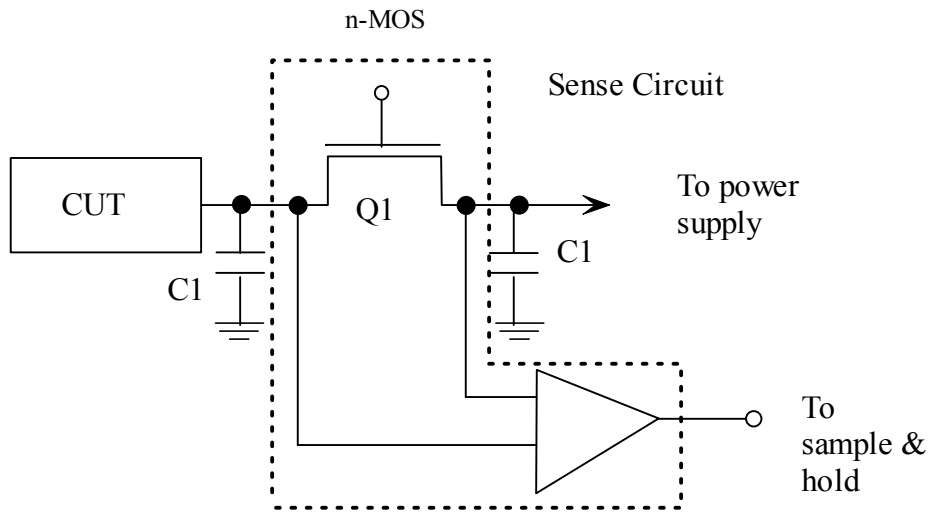 n-MOS
Sense Circuit
CUT
Q1
To power
supply
C1
C1
To
sample &
hold